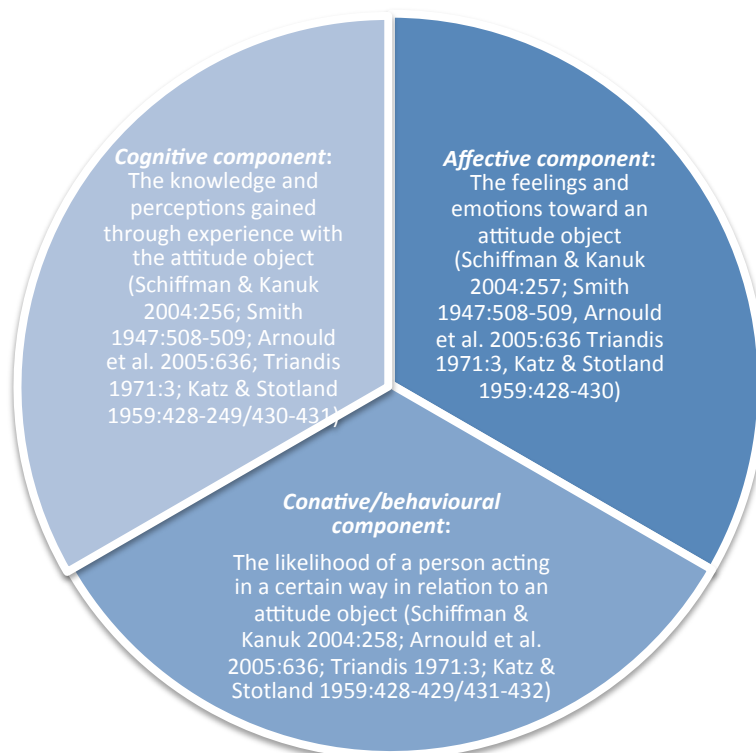 Cognitive component:
The knowledge and
perceptions gained
through experience with
the attitude object
(Schiffman & Kanuk
2004:256; Smith
1947:508-509; Arnould
et al. 2005:636; Triandis
1971:3; Katz & Stotland
1959:428-249/430-431)
Affective component:
The feelings and
emotions toward an
attitude object
(Schiffman & Kanuk
2004:257; Smith
1947:508-509, Arnould
et al. 2005:636 Triandis
1971:3, Katz & Stotland
1959:428-430)
Conative/behavioural
component:
The likelihood of a person acting
in a certain way in relation to an
attitude object (Schiffman &
Kanuk 2004:258; Arnould et al.
2005:636; Triandis 1971:3; Katz &
Stotland 1959:428-429/431-432)